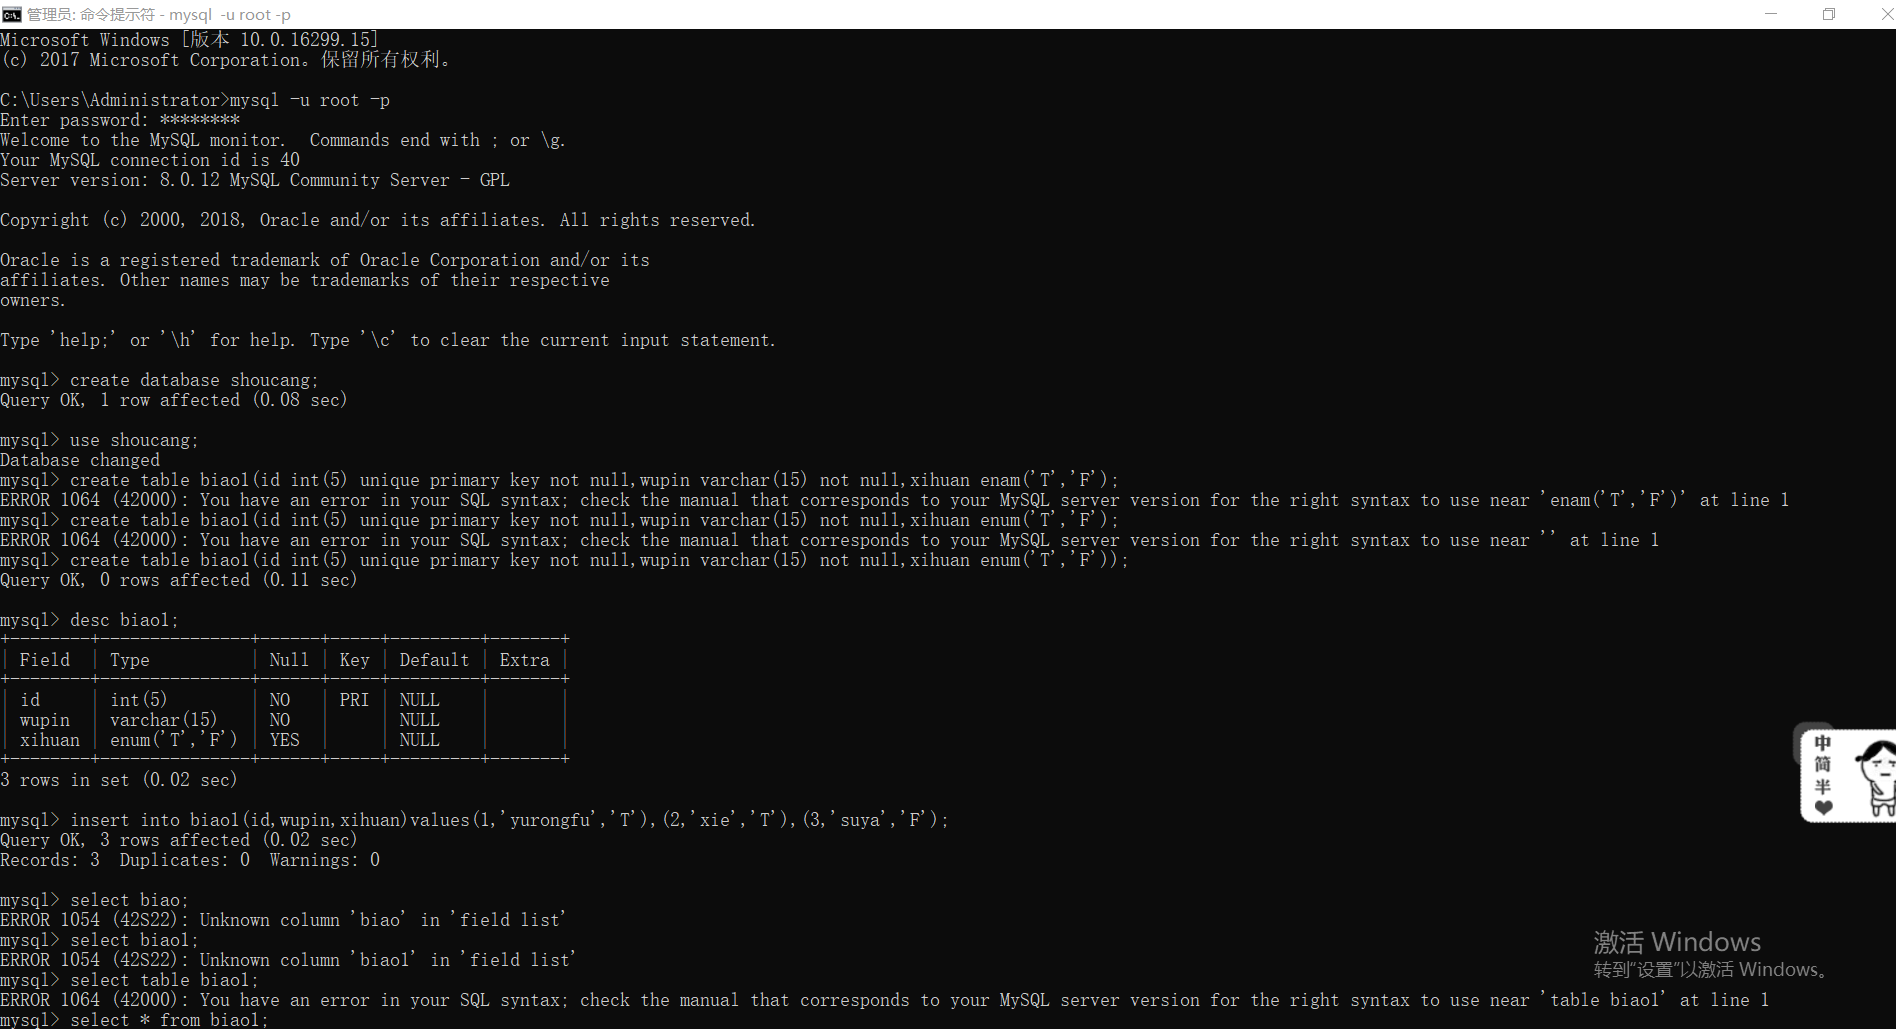 管理员: 命令提示符 - mysql  -u root -p
Microsoft Windows [版本 10.0.16299.15]
(c) 2017 Microsoft Corporation。保留所有权利。
C:\Users\Administrator>mysql -u root -p
Enter password: ********
Welcome to the MySQL monitor.  Commands end with ; or \g.
Your MySQL connection id is 40
Server version: 8.0.12 MySQL Community Server - GPL
Copyright (c) 2000, 2018, Oracle and/or its affiliates. All rights reserved.
Oracle is a registered trademark of Oracle Corporation and/or its
affiliates. Other names may be trademarks of their respective
owners.
Type 'help;' or '\h' for help. Type '\c' to clear the current input statement.
mysql> create database shoucang;
Query OK, 1 row affected (0.08 sec)
mysql> use shoucang;
Database changed
mysql> create table biao1(id int(5) unique primary key not null,wupin varchar(15) not null,xihuan enam('T','F');
ERROR 1064 (42000): You have an error in your SQL syntax; check the manual that corresponds to your MySQL server version for the right syntax to use near 'enam('T','F')' at line 1
mysql> create table biao1(id int(5) unique primary key not null,wupin varchar(15) not null,xihuan enum('T','F');
ERROR 1064 (42000): You have an error in your SQL syntax; check the manual that corresponds to your MySQL server version for the right syntax to use near '' at line 1
mysql> create table biao1(id int(5) unique primary key not null,wupin varchar(15) not null,xihuan enum('T','F'));
Query OK, 0 rows affected (0.11 sec)
mysql> desc biao1;
+--------+---------------+------+-----+---------+-------+
| Field  | Type          | Null | Key | Default | Extra |
+--------+---------------+------+-----+---------+-------+
| id     | int(5)        | NO   | PRI | NULL    |       |
| wupin  | varchar(15)   | NO   |     | NULL    |       |
| xihuan | enum('T','F') | YES  |     | NULL    |       |
+--------+---------------+------+-----+---------+-------+
3 rows in set (0.02 sec)
mysql> insert into biao1(id,wupin,xihuan)values(1,'yurongfu','T'),(2,'xie','T'),(3,'suya','F');
Query OK, 3 rows affected (0.02 sec)
Records: 3  Duplicates: 0  Warnings: 0
mysql> select biao;
ERROR 1054 (42S22): Unknown column 'biao' in 'field list'
mysql> select biao1;
ERROR 1054 (42S22): Unknown column 'biao1' in 'field list'
mysql> select table biao1;
ERROR 1064 (42000): You have an error in your SQL syntax; check the manual that corresponds to your MySQL server version for the right syntax to use near 'table biao1' at line 1
mysql> select * from biao1;
中
简
半
激活 Windows
转到“设置”以激活 Windows。